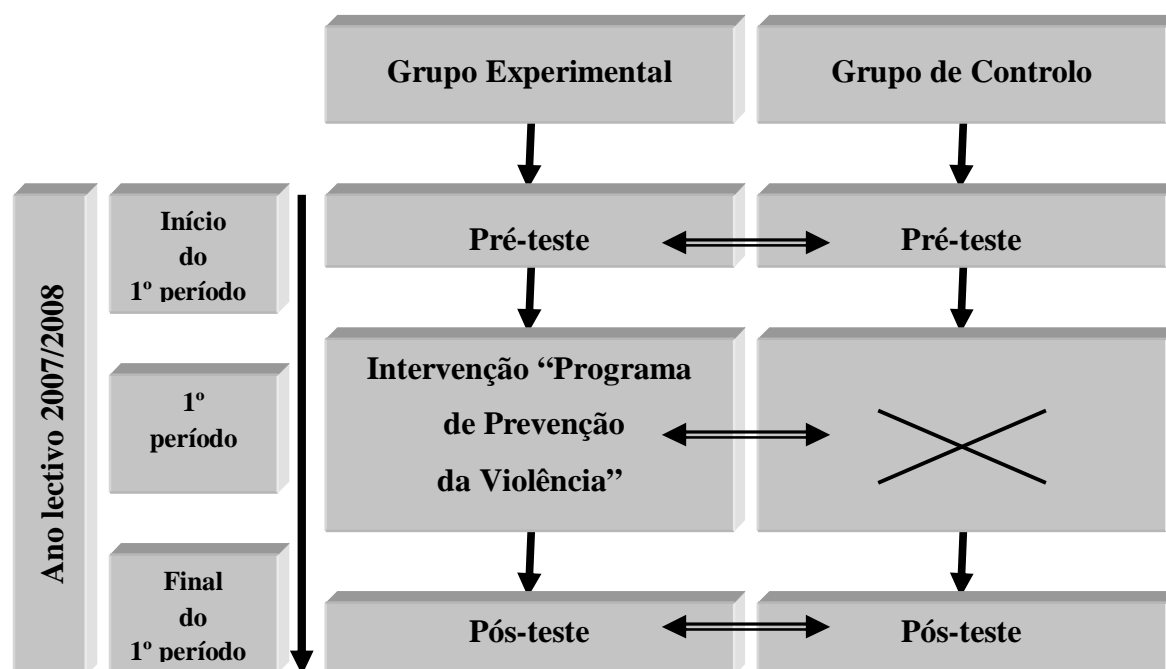 Grupo Experimental
Grupo de Controlo
Ano lectivo 2007/2008
Início
do
1º período
Pré-teste
Pré-teste
1º
período
Intervenção “Programa
de Prevenção
da Violência”
Final
do
1º período
Pós-teste
Pós-teste